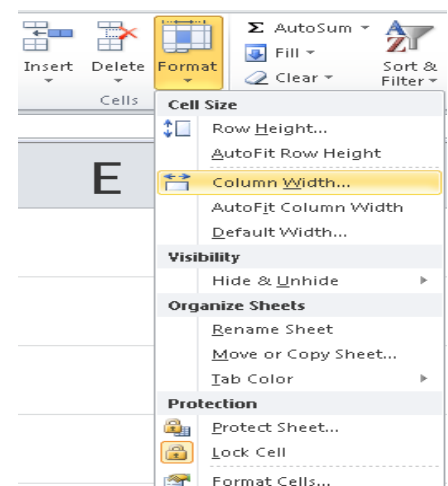 Σ AutoSum
Insert Delete Format Fill Sort &
Clear Filter
Cells
Cell Size
Row Height...
AutoFit Row Height
E
Column Width...
AutoFit Column Width
Default Width...
Visibility
Hide & Unhide
Organize Sheets
Rename Sheet
Move or Copy Sheet...
Tab Color
Protection
Protect Sheet...
Lock Cell
Format Cells...